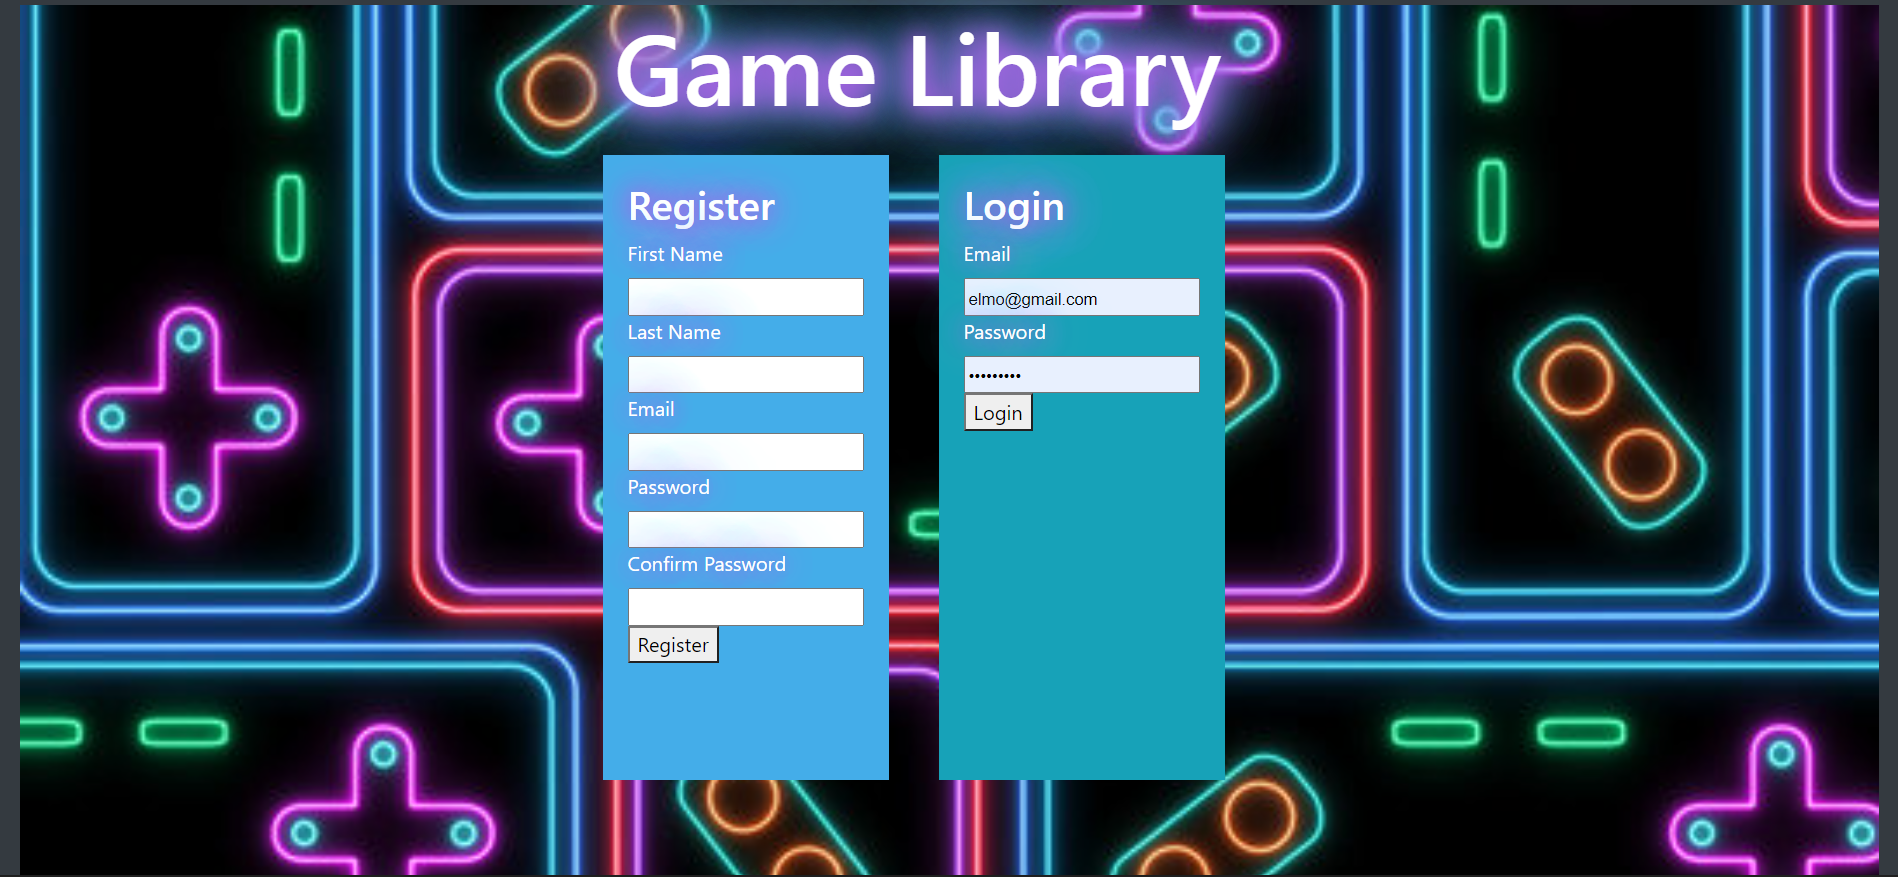 Game Library
Register
First Name
Last Name
Email
Password
Confirm Password
Register
Login
Email
elmo@gmail.com
Password
•••••••••
Login